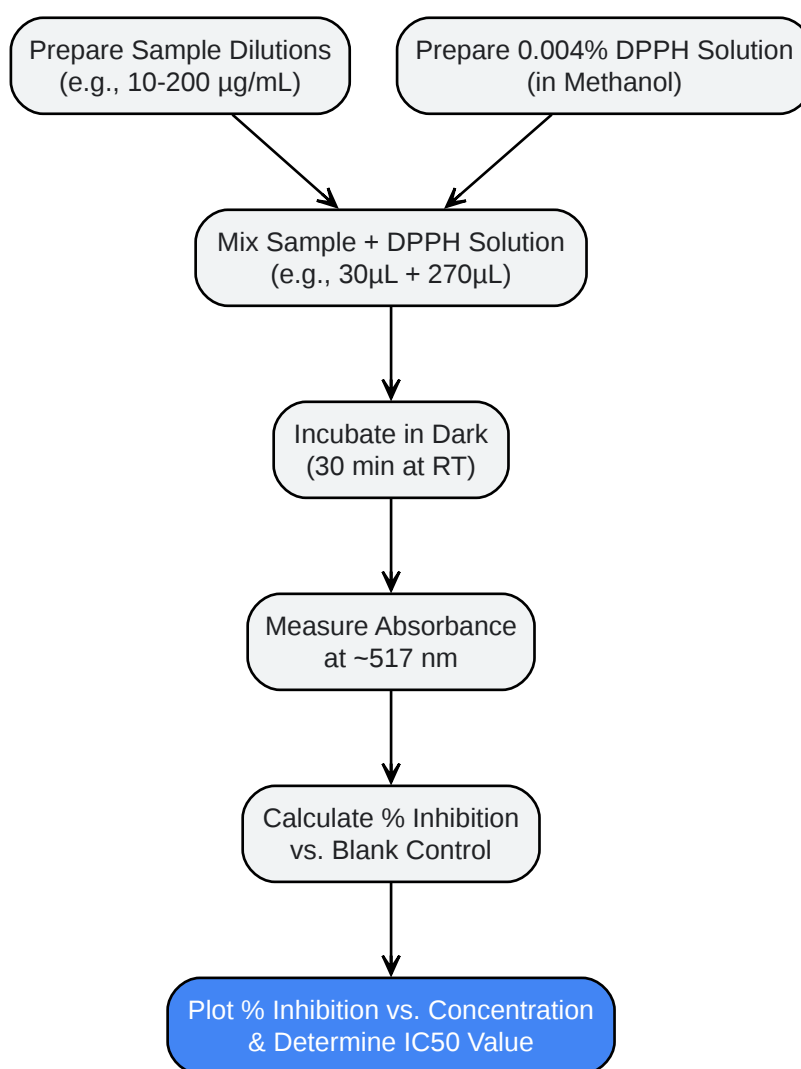 Prepare Sample Dilutions
(e.g., 10-200 µg/mL)
Prepare 0.004% DPPH Solution
(in Methanol)
Mix Sample + DPPH Solution
(e.g., 30µL + 270µL)
Incubate in Dark
(30 min at RT)
Measure Absorbance
at ~517 nm
Calculate % Inhibition
vs. Blank Control
Plot % Inhibition vs. Concentration
& Determine IC50 Value